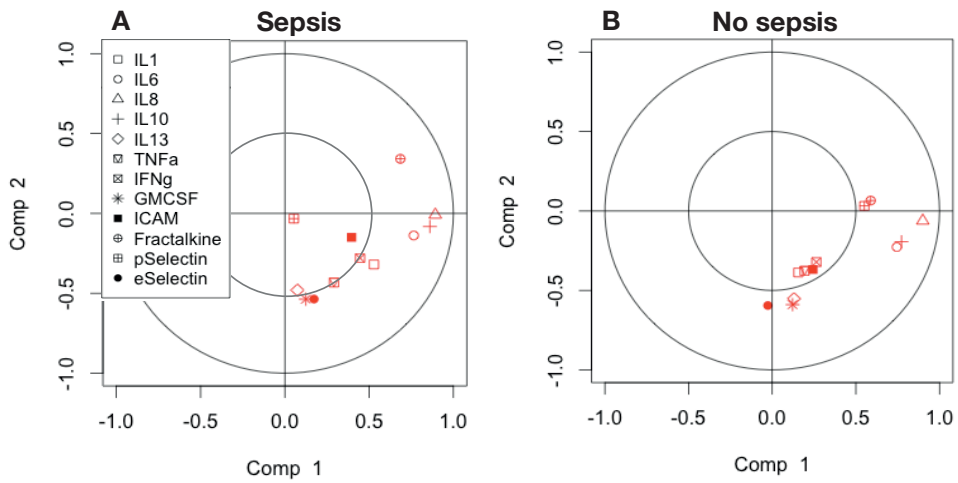 A Sepsis
B No sepsis
IL1
IL6
IL8
IL10
IL13
TNFa
IFNg
GMCSF
ICAM
Fractalkine
pSelectin
eSelectin
Comp 2
1.0
0.5
0.0
-0.5
-1.0
-1.0 -0.5 0.0 0.5 1.0
Comp 1
Comp 2
1.0
0.5
0.0
-0.5
-1.0
-1.0 -0.5 0.0 0.5 1.0
Comp 1